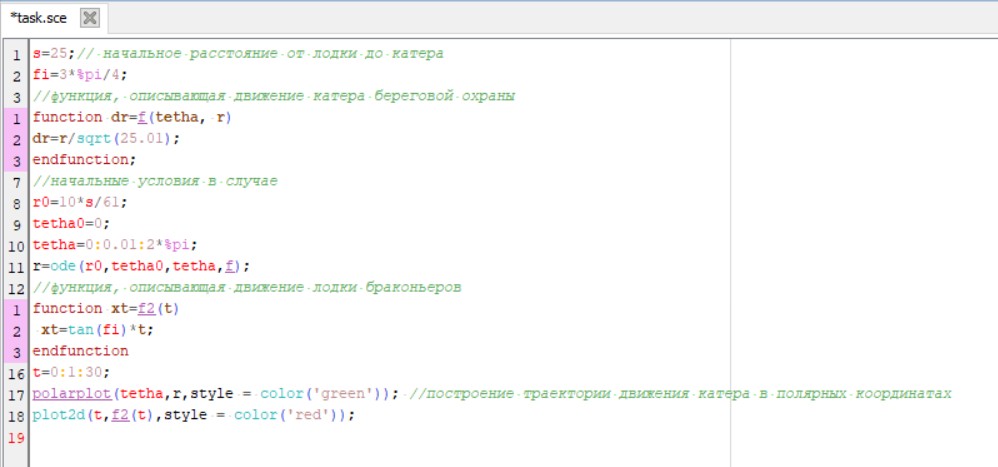 *task.sce
1 s=25;// начальное расстояние от лодки до катера
2 fi=3*%pi/4;
3 //функция, описывающая движение катера береговой охраны
1 function dr=f(tetha, r)
2 dr=r/sqrt(25.01);
3 endfunction;
7 //начальные условия в случае
8 r0=10*s/61;
9 tetha0=0;
10 tetha=0:0.01:2*%pi;
11 r=ode(r0,tetha0,tetha,f);
12 //функция, описывающая движение лодки браконьеров
1 function xt=f2(t)
2 xt=tan(fi)*t;
3 endfunction
16 t=0:1:30;
17 polarplot(tetha,r,style = color('green')); //построение траектории движения катера в полярных координатах
18 plot2d(t,f2(t),style = color('red'));
19